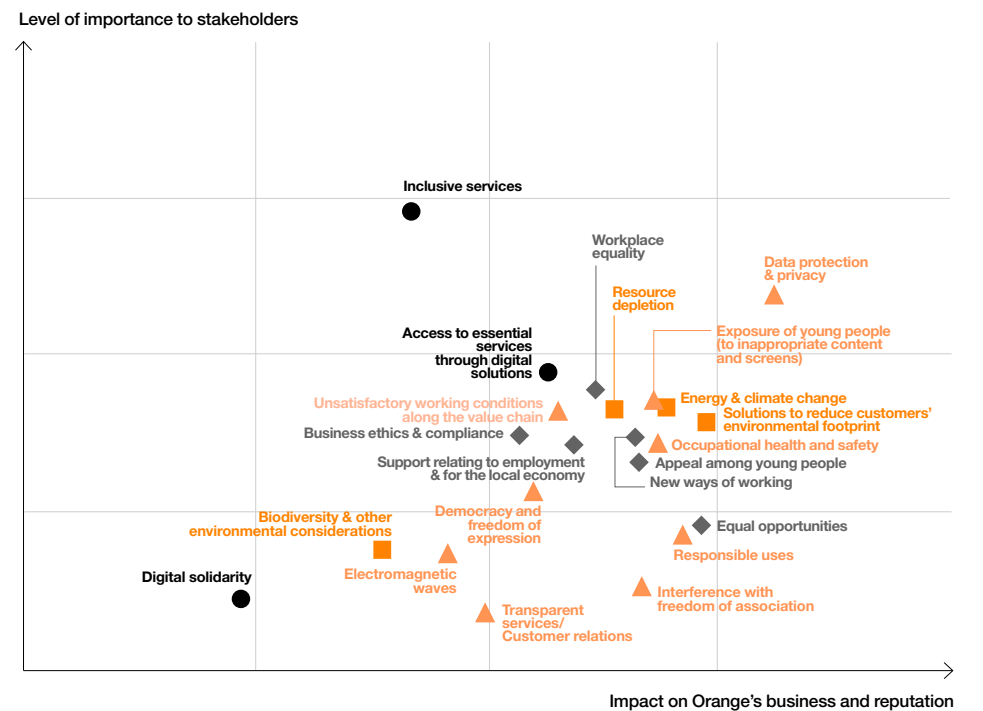 Level of importance to stakeholders
Inclusive services
Workplace
equality
Data protection
& privacy
Resource
depletion
Access to essential
services
through digital
solutions
Exposure of young people
(to inappropriate content
and screens)
Energy & climate change
Unsatisfactory working conditions
along the value chain
Solutions to reduce customers’
environmental footprint
Business ethics & compliance
Occupational health and safety
Support relating to employment
& for the local economy
Appeal among young people
New ways of working
Democracy and
freedom of
expression
Biodiversity & other
environmental considerations
Equal opportunities
Responsible uses
Electromagnetic
waves
Digital solidarity
Interference with
freedom of association
Transparent
services/
Customer relations
Impact on Orange’s business and reputation